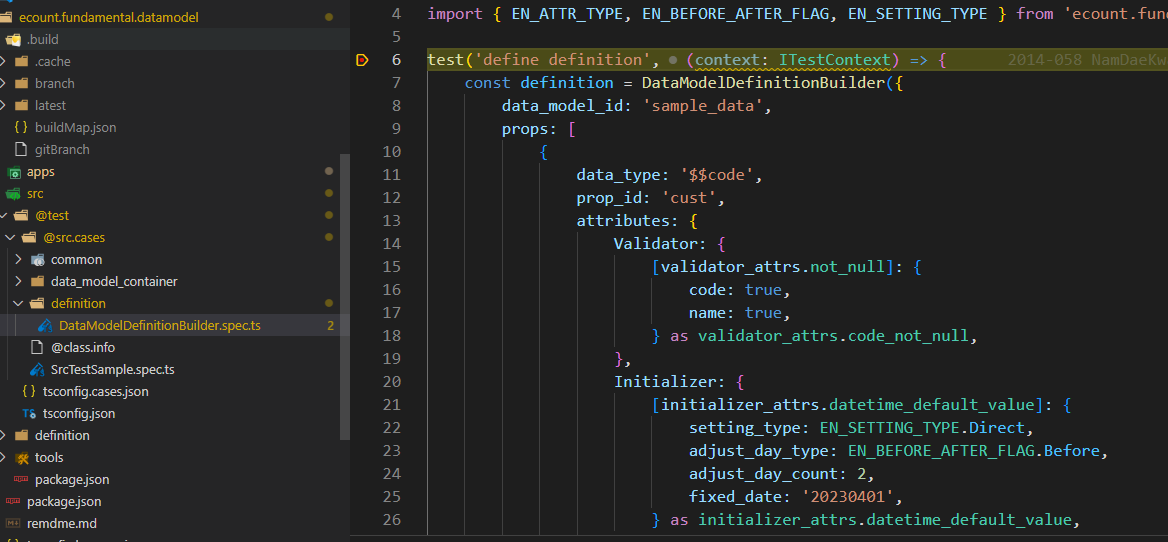 ecount.fundamental.datamodel
.build
.cache
branch
latest
buildMap.json
gitBranch
apps
src
@test
@src.cases
common
data_model_container
definition
DataModelDefinitionBuilder.spec.ts 2
@class.info
SrcTestSample.spec.ts
tsconfig.cases.json
tsconfig.json
definition
tools
package.json
package.json
remdme.md
4 import { EN_ATTR_TYPE, EN_BEFORE_AFTER_FLAG, EN_SETTING_TYPE } from 'ecount.fund
5
6 test('define definition', (context: ITestContext) => { 2014-058 NamDaeKw
7 const definition = DataModelDefinitionBuilder({
8 data_model_id: 'sample_data',
9 props: [
10 {
11 data_type: '$$code',
12 prop_id: 'cust',
13 attributes: {
14 Validator: {
15 [validator_attrs.not_null]: {
16 code: true,
17 name: true,
18 } as validator_attrs.code_not_null,
19 },
20 Initializer: {
21 [initializer_attrs.datetime_default_value]: {
22 setting_type: EN_SETTING_TYPE.Direct,
23 adjust_day_type: EN_BEFORE_AFTER_FLAG.Before,
24 adjust_day_count: 2,
25 fixed_date: '20230401',
26 } as initializer_attrs.datetime_default_value,